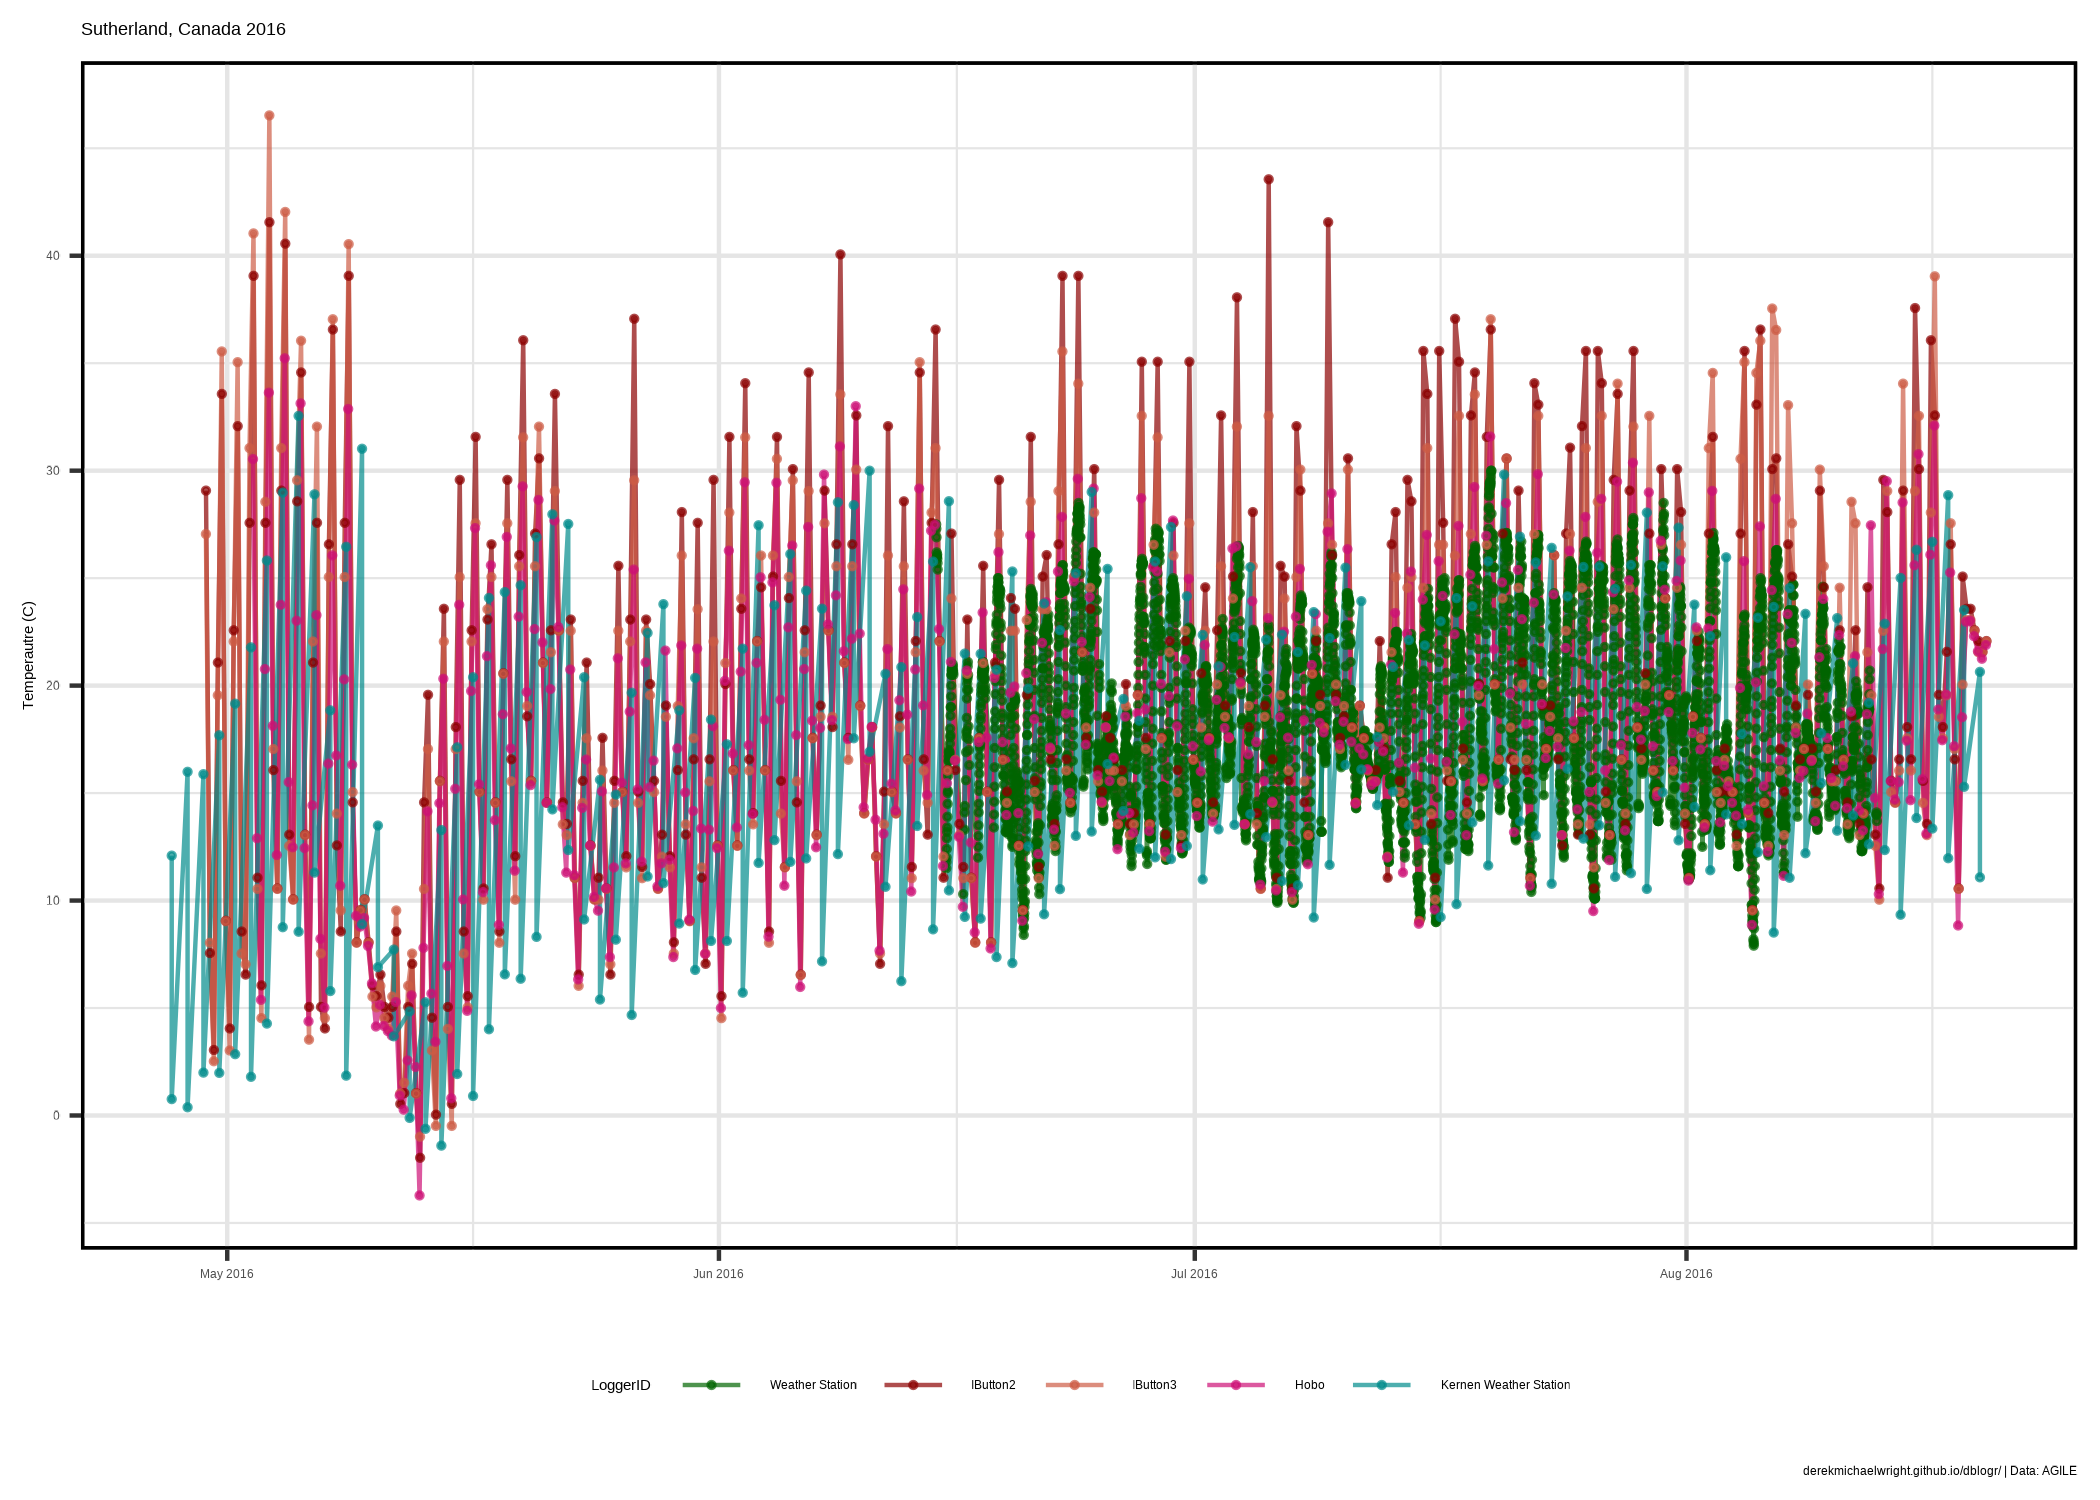 Sutherland, Canada 2016
Temperautre (C)
40
30
20
10
0
May 2016 Jun 2016 Jul 2016 Aug 2016
LoggerID Weather Station IButton2 IButton3 Hobo Kernen Weather Station
derekmichaelwright.github.io/dblogr/ | Data: AGILE